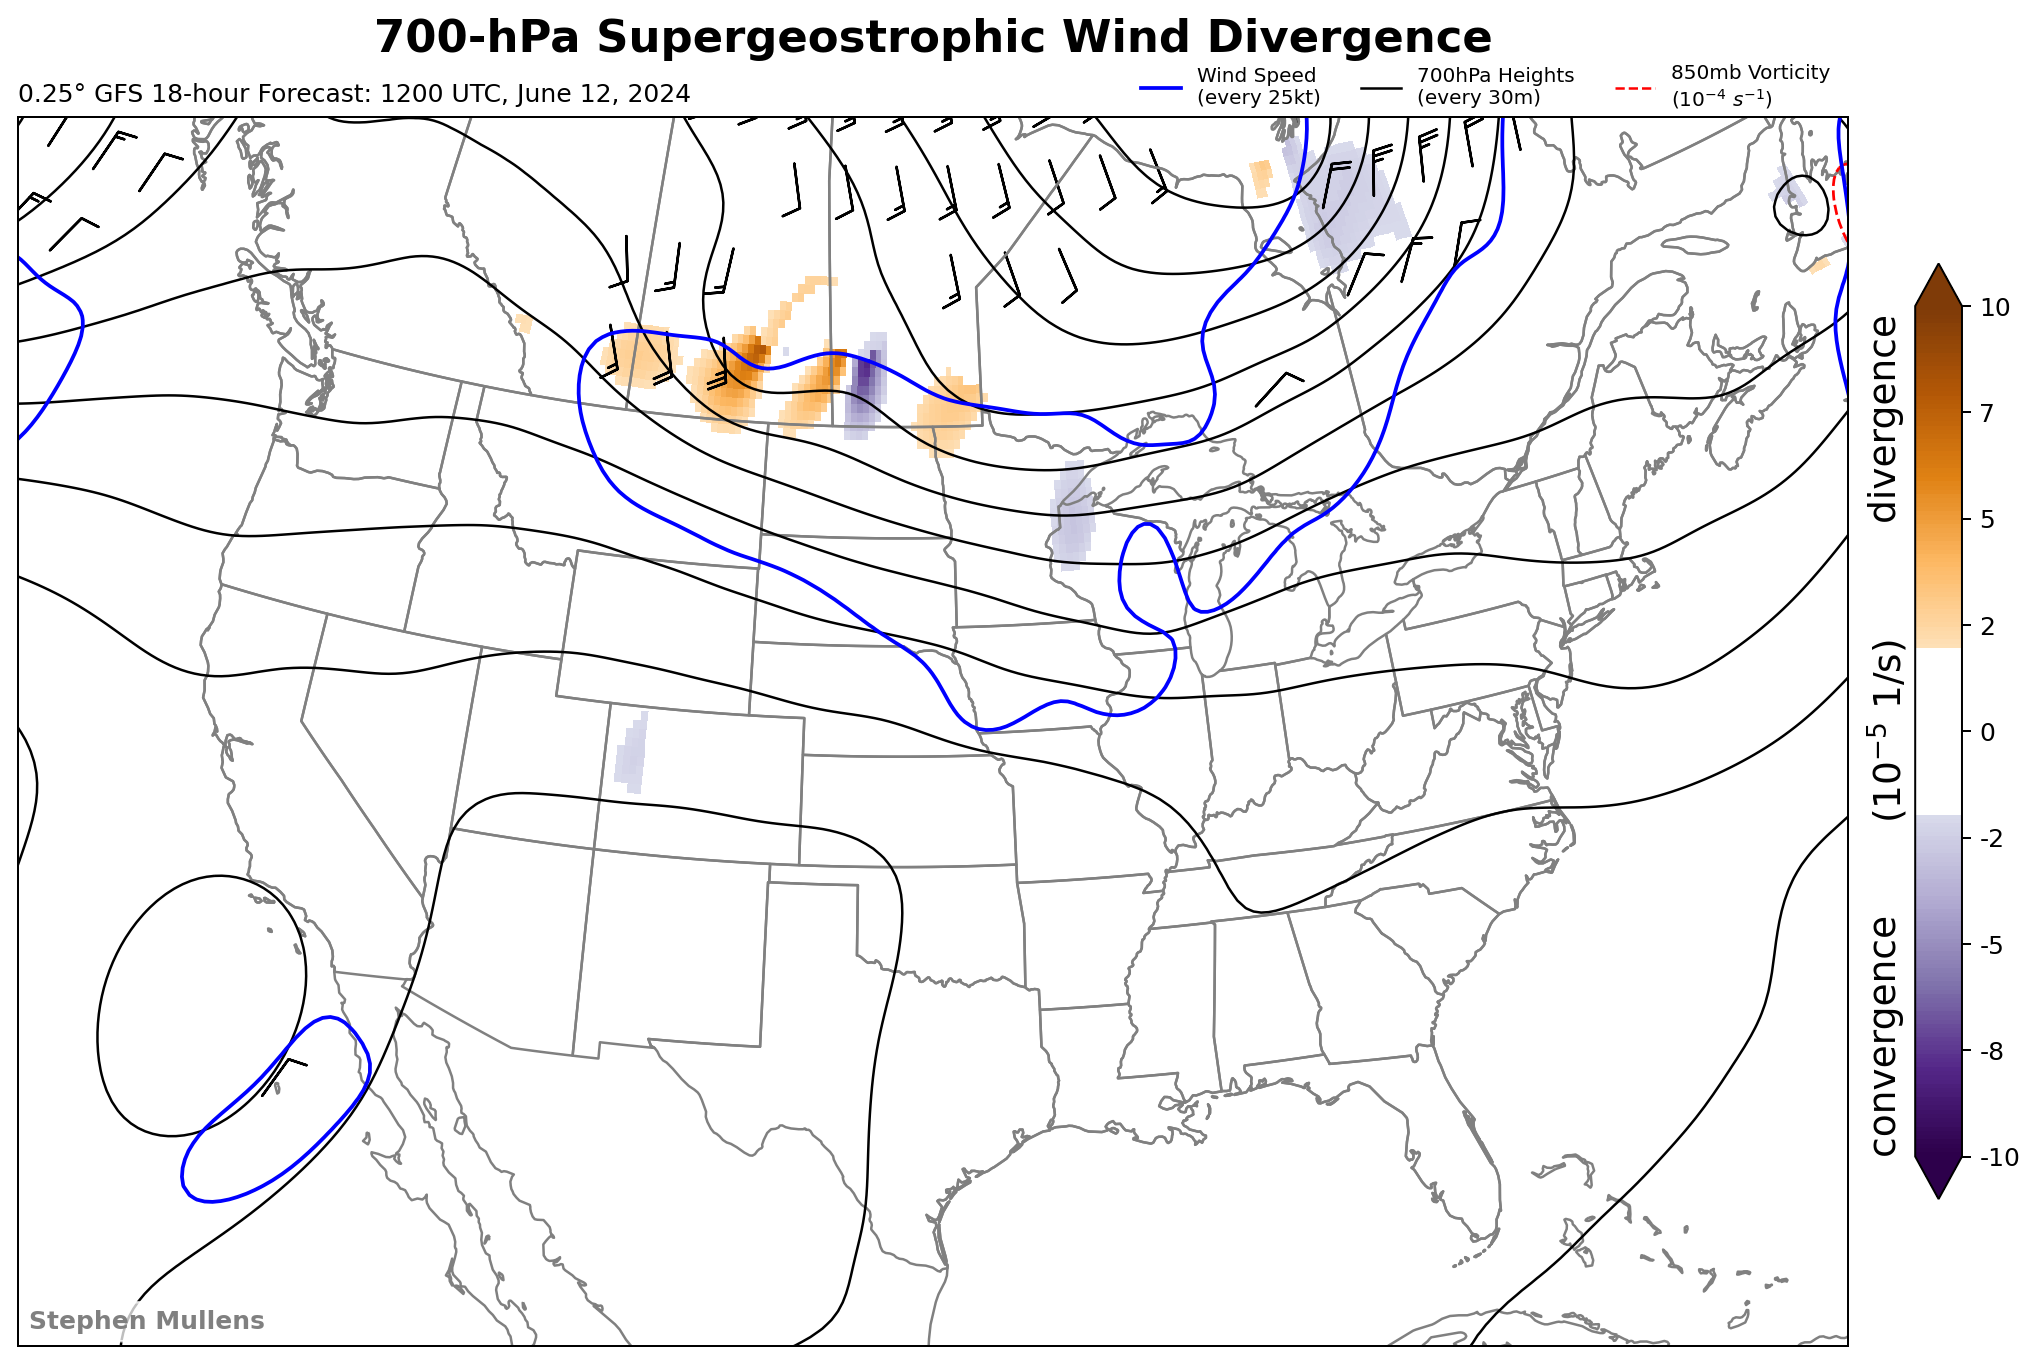 700-hPa Supergeostrophic Wind Divergence
0.25° GFS 18-hour Forecast: 1200 UTC, June 12, 2024
Wind Speed
(every 25kt)
700hPa Heights
(every 30m)
850mb Vorticity
(10⁻⁴ s⁻¹)
10
7
5
2
0
-2
-5
-8
-10
convergence (10⁻⁵ 1/s) divergence
Stephen Mullens